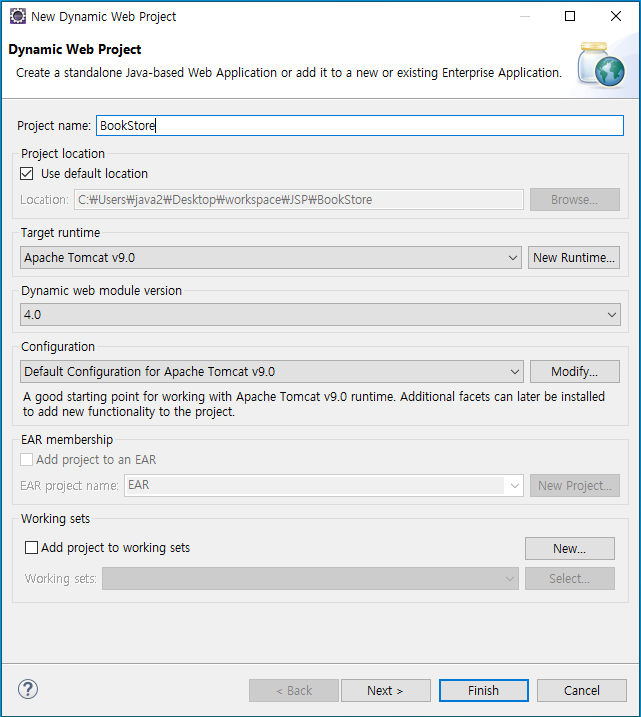 New Dynamic Web Project
Dynamic Web Project
Create a standalone Java-based Web Application or add it to a new or existing Enterprise Application.
Project name: BookStore
Project location
Use default location
Location: C:₩Users₩java2₩Desktop₩workspace₩JSP₩BookStore Browse...
Target runtime
Apache Tomcat v9.0 New Runtime...
Dynamic web module version
4.0
Configuration
Default Configuration for Apache Tomcat v9.0 Modify...
A good starting point for working with Apache Tomcat v9.0 runtime. Additional facets can later be installed
to add new functionality to the project.
EAR membership
Add project to an EAR
EAR project name: EAR New Project...
Working sets
Add project to working sets New...
Working sets: Select...
? < Back Next > Finish Cancel